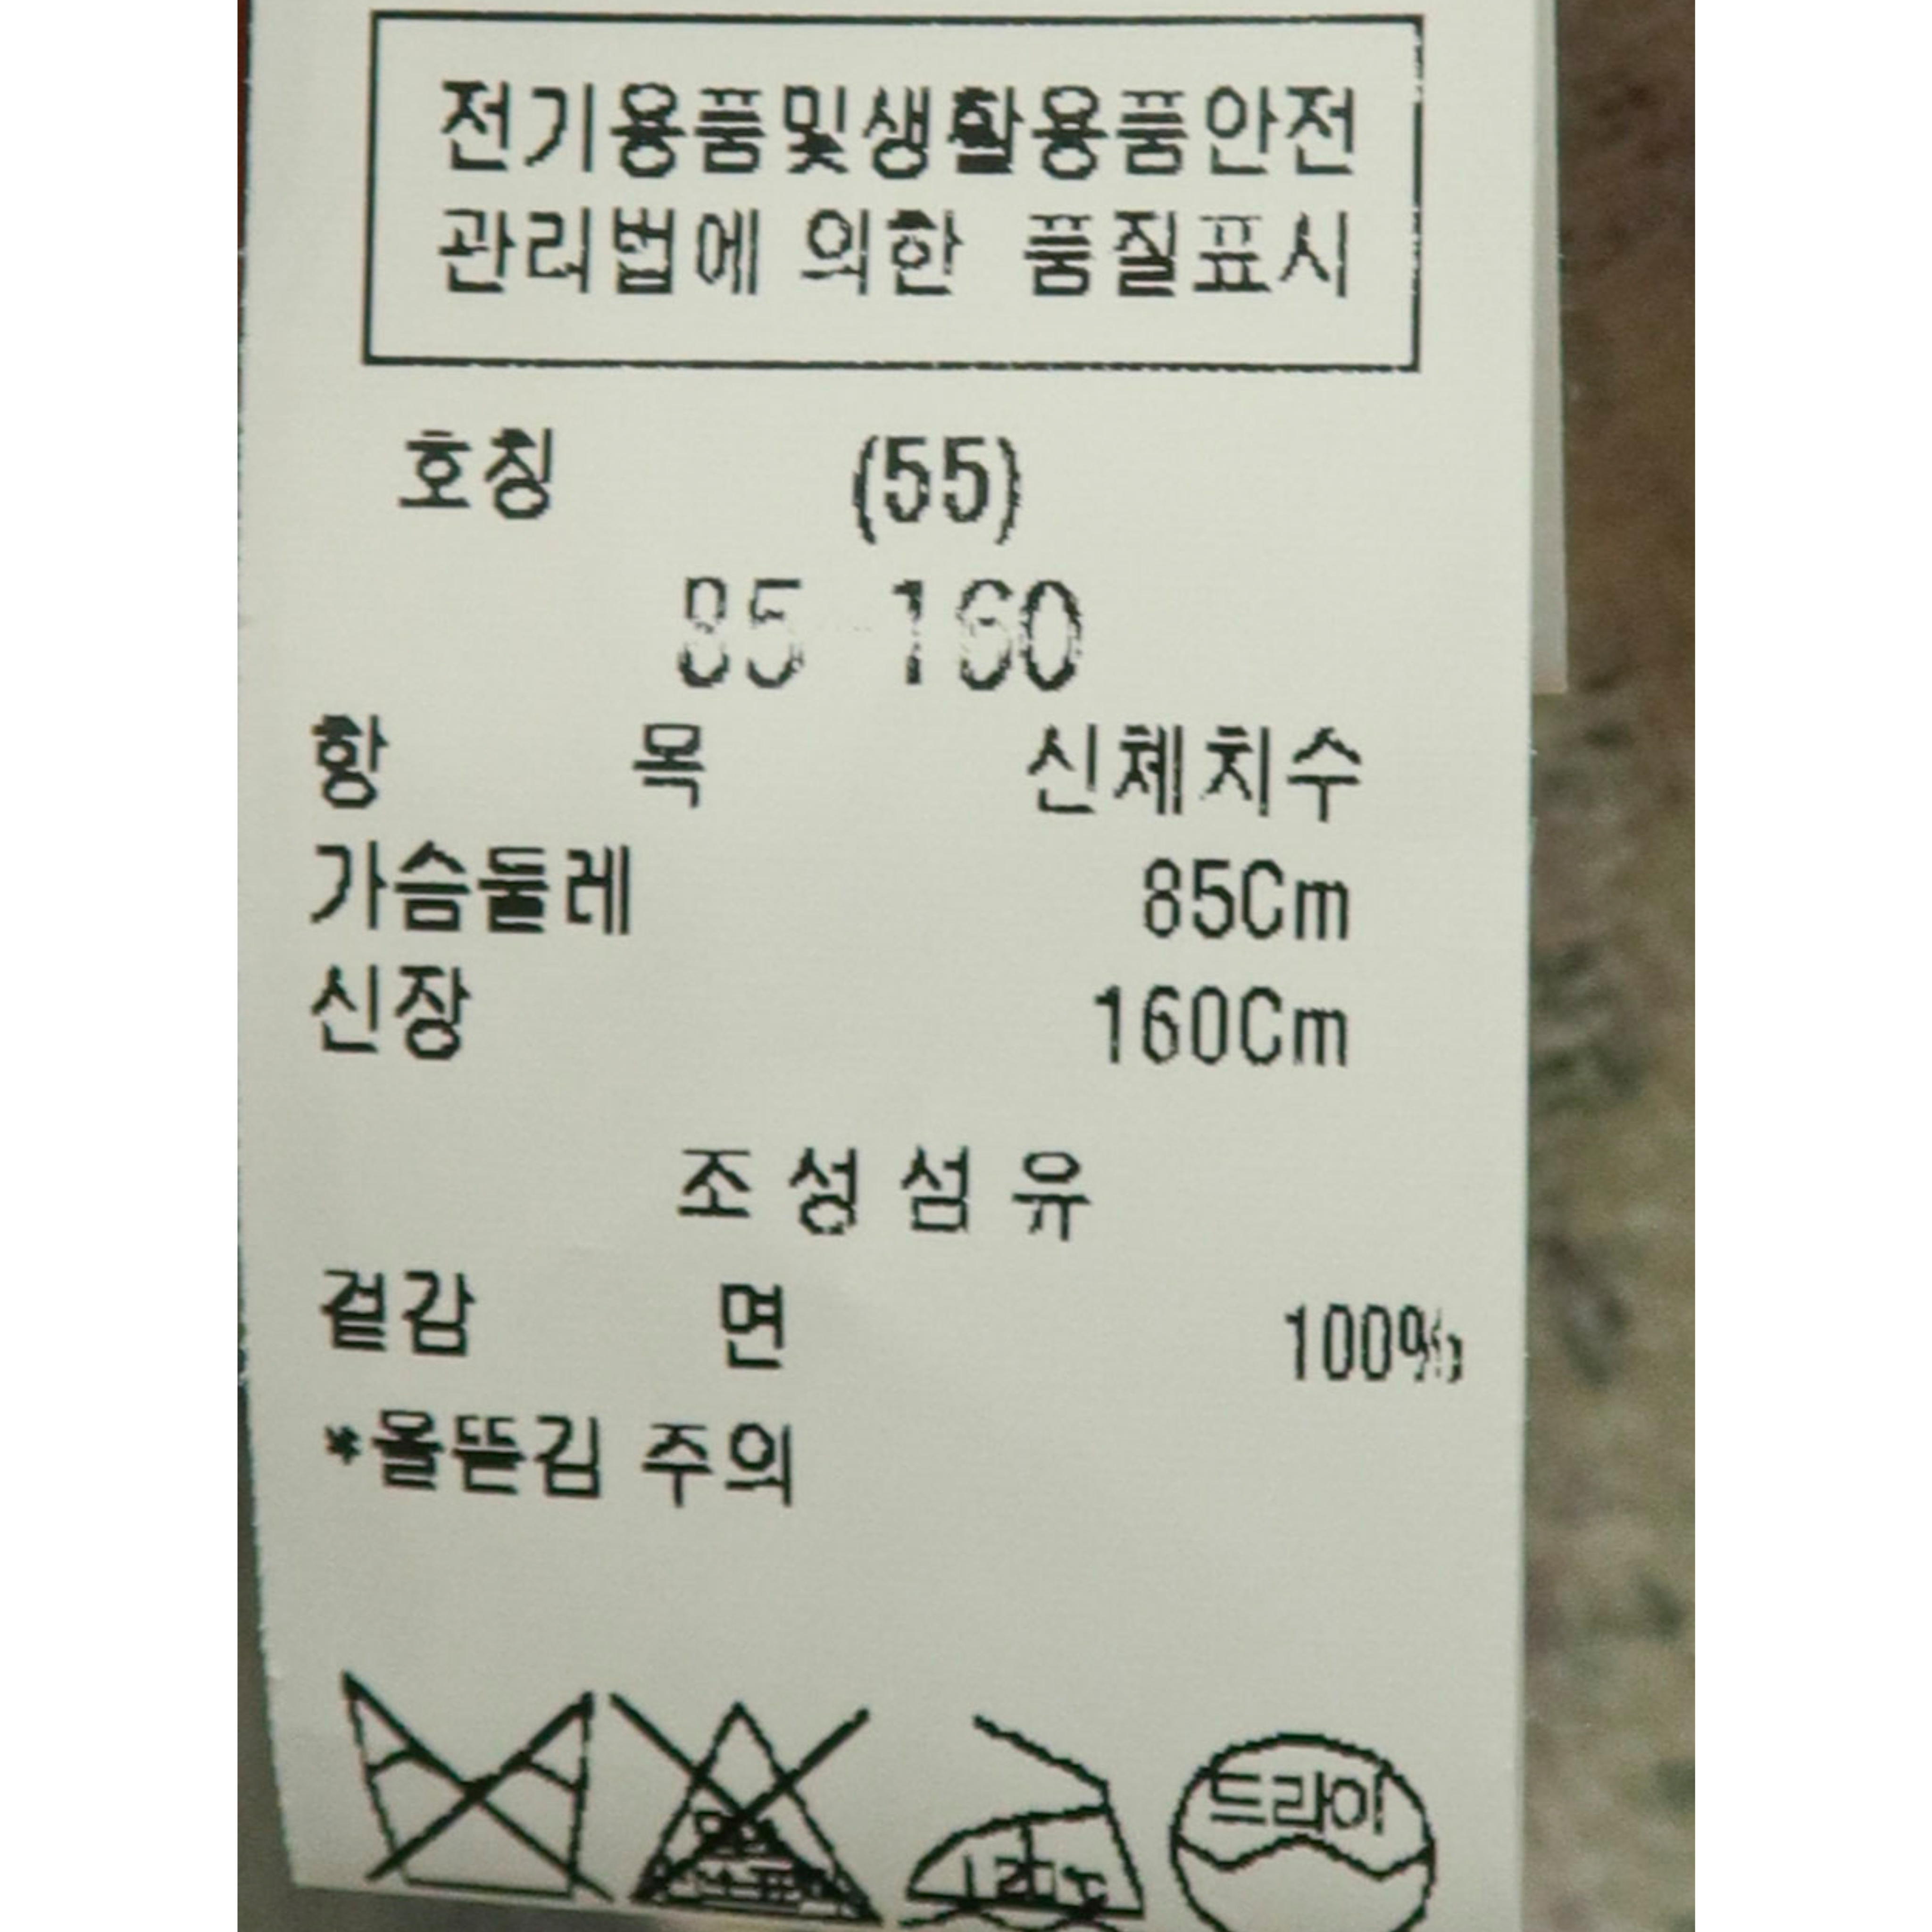 전기용품및생활용품안전
관리법에 의한 품질표시
호칭 (55)
85-160
항 목 신체치수
가슴둘레 85Cm
신장 160Cm
조성섬유
겉감 면 100%
*올뜯김 주의
120℃
드라이